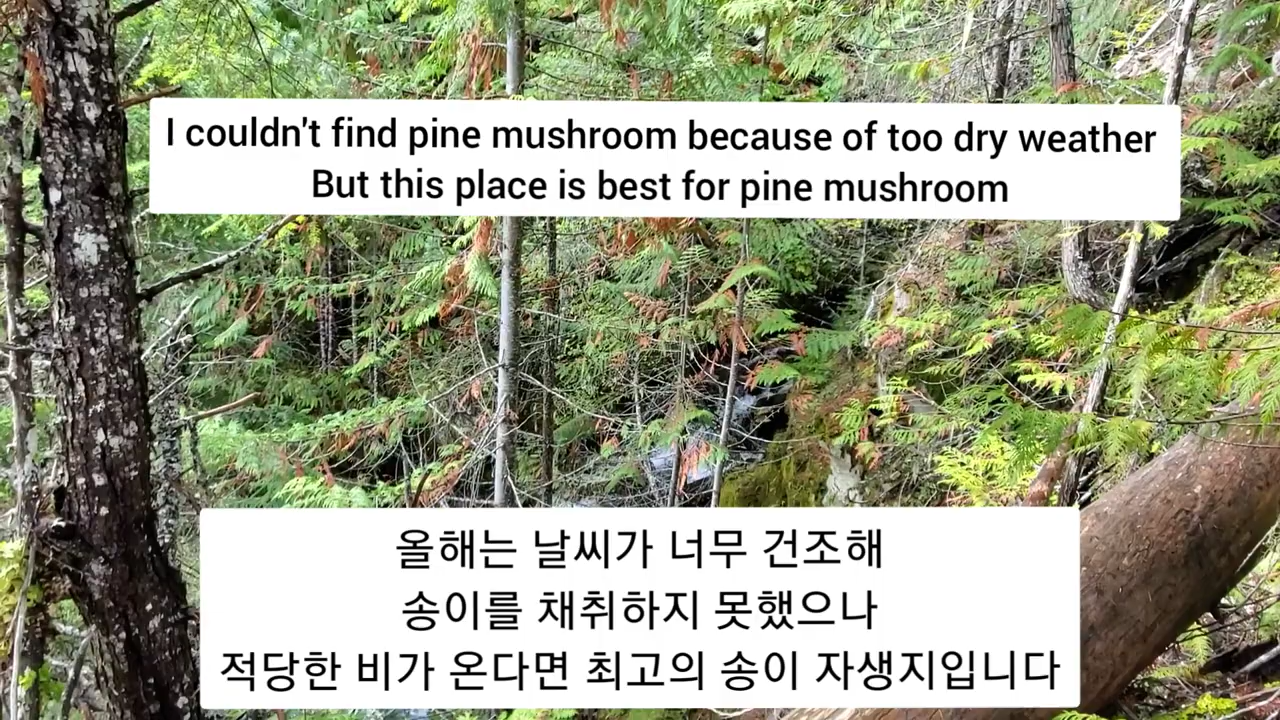 I couldn't find pine mushroom because of too dry weather
But this place is best for pine mushroom
올해는 날씨가 너무 건조해
송이를 채취하지 못했으나
적당한 비가 온다면 최고의 송이 자생지입니다